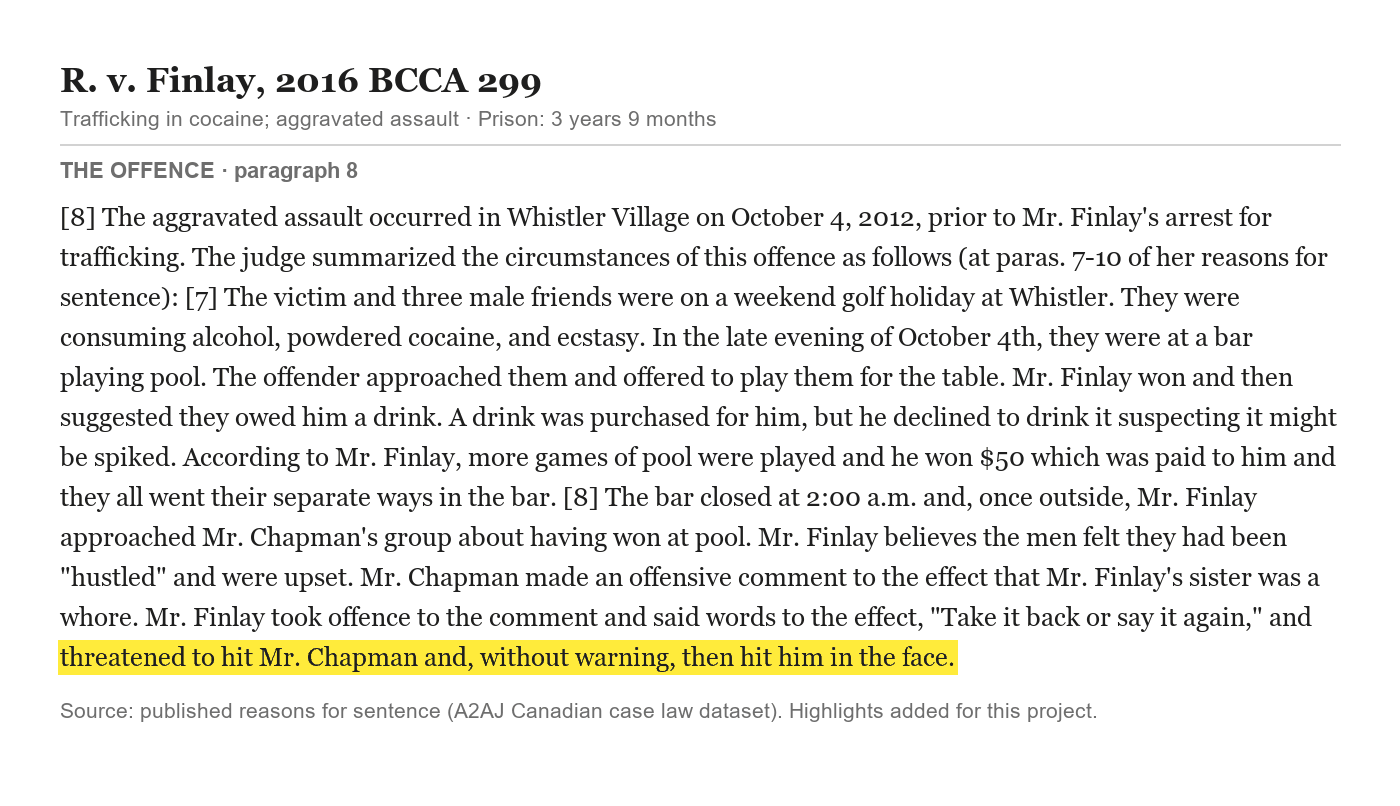 R. v. Finlay, 2016 BCCA 299
Trafficking in cocaine; aggravated assault · Prison: 3 years 9 months
THE OFFENCE · paragraph 8
[8] The aggravated assault occurred in Whistler Village on October 4, 2012, prior to Mr. Finlay's arrest for
trafficking. The judge summarized the circumstances of this offence as follows (at paras. 7-10 of her reasons for
sentence): [7] The victim and three male friends were on a weekend golf holiday at Whistler. They were
consuming alcohol, powdered cocaine, and ecstasy. In the late evening of October 4th, they were at a bar
playing pool. The offender approached them and offered to play them for the table. Mr. Finlay won and then
suggested they owed him a drink. A drink was purchased for him, but he declined to drink it suspecting it might
be spiked. According to Mr. Finlay, more games of pool were played and he won $50 which was paid to him and
they all went their separate ways in the bar. [8] The bar closed at 2:00 a.m. and, once outside, Mr. Finlay
approached Mr. Chapman's group about having won at pool. Mr. Finlay believes the men felt they had been
"hustled" and were upset. Mr. Chapman made an offensive comment to the effect that Mr. Finlay's sister was a
whore. Mr. Finlay took offence to the comment and said words to the effect, "Take it back or say it again," and
threatened to hit Mr. Chapman and, without warning, then hit him in the face.
Source: published reasons for sentence (A2AJ Canadian case law dataset). Highlights added for this project.